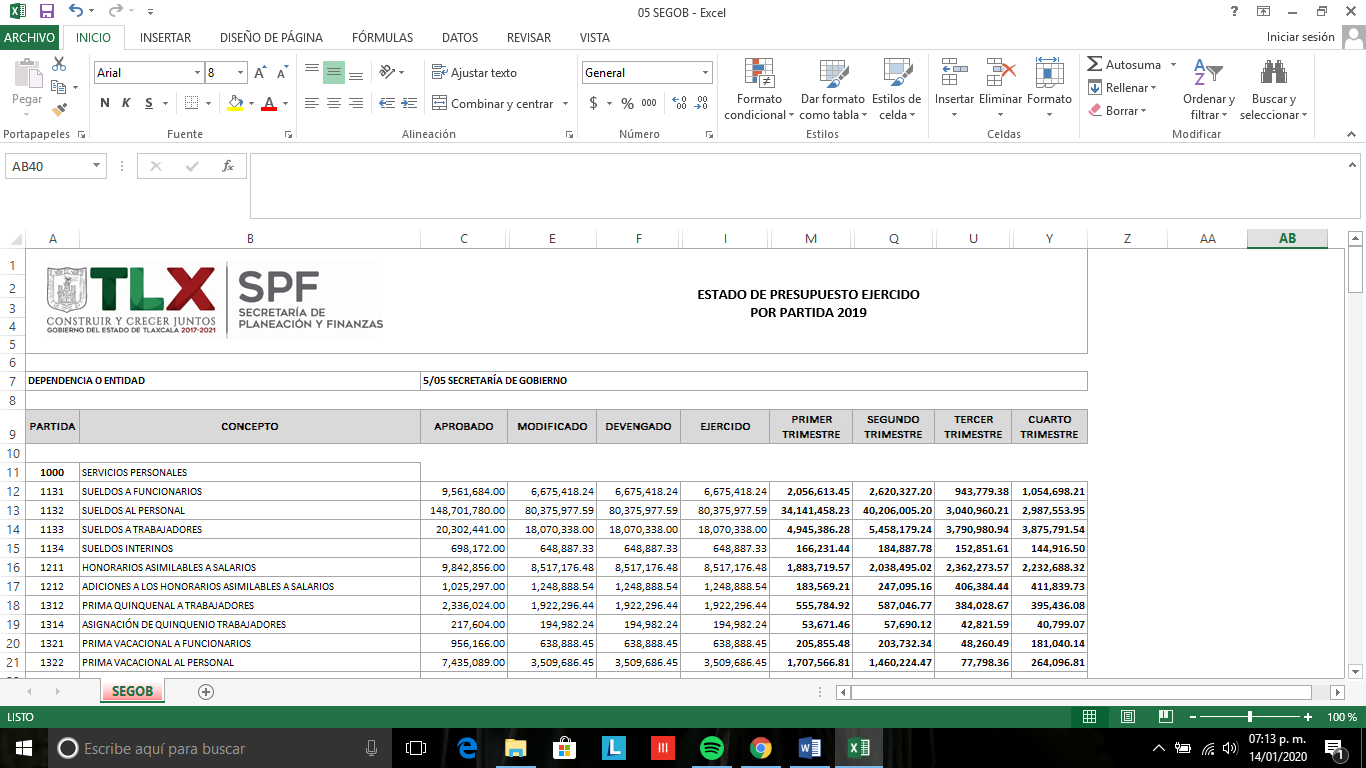 05 SEGOB - Excel
ARCHIVO INICIO INSERTAR DISEÑO DE PÁGINA FÓRMULAS DATOS REVISAR VISTA Iniciar sesión
Pegar
Arial 8
Ajustar texto
General
N K S
Combinar y centrar
$ % 000
Formato condicional
Dar formato como tabla
Estilos de celda
Insertar Eliminar Formato
Autosuma
Rellenar
Borrar
Ordenar y filtrar
Buscar y seleccionar
Portapapeles Fuente Alineación Número Estilos Celdas Modificar
AB40 fx
A B C E F I M Q U Y Z AA AB
TLX
CONSTRUIR Y CRECER JUNTOS
GOBIERNO DEL ESTADO DE TLAXCALA 2017-2021
SPF
SECRETARÍA DE
PLANEACIÓN Y FINANZAS
ESTADO DE PRESUPUESTO EJERCIDO
POR PARTIDA 2019
1
2
3
4
5
6
7 DEPENDENCIA O ENTIDAD 5/05 SECRETARÍA DE GOBIERNO
8
9 PARTIDA CONCEPTO APROBADO MODIFICADO DEVENGADO EJERCIDO PRIMER TRIMESTRE SEGUNDO TRIMESTRE TERCER TRIMESTRE CUARTO TRIMESTRE
10
11 1000 SERVICIOS PERSONALES
12 1131 SUELDOS A FUNCIONARIOS 9,561,684.00 6,675,418.24 6,675,418.24 6,675,418.24 2,056,613.45 2,620,327.20 943,779.38 1,054,698.21
13 1132 SUELDOS AL PERSONAL 148,701,780.00 80,375,977.59 80,375,977.59 80,375,977.59 34,141,458.23 40,206,005.20 3,040,960.21 2,987,553.95
14 1133 SUELDOS A TRABAJADORES 20,302,441.00 18,070,338.00 18,070,338.00 18,070,338.00 4,945,386.28 5,458,179.24 3,790,980.94 3,875,791.54
15 1134 SUELDOS INTERINOS 698,172.00 648,887.33 648,887.33 648,887.33 166,231.44 184,887.78 152,851.61 144,916.50
16 1211 HONORARIOS ASIMILABLES A SALARIOS 9,842,856.00 8,517,176.48 8,517,176.48 8,517,176.48 1,883,719.57 2,038,495.02 2,362,273.57 2,232,688.32
17 1212 ADICIONES A LOS HONORARIOS ASIMILABLES A SALARIOS 1,025,297.00 1,248,888.54 1,248,888.54 1,248,888.54 183,569.21 247,095.16 406,384.44 411,839.73
18 1312 PRIMA QUINQUENAL A TRABAJADORES 2,336,024.00 1,922,296.44 1,922,296.44 1,922,296.44 555,784.92 587,046.77 384,028.67 395,436.08
19 1314 ASIGNACIÓN DE QUINQUENIO TRABAJADORES 217,604.00 194,982.24 194,982.24 194,982.24 53,671.46 57,690.12 42,821.59 40,799.07
20 1321 PRIMA VACACIONAL A FUNCIONARIOS 956,166.00 638,888.45 638,888.45 638,888.45 205,855.48 203,732.34 48,260.49 181,040.14
21 1322 PRIMA VACACIONAL AL PERSONAL 7,435,089.00 3,509,686.45 3,509,686.45 3,509,686.45 1,707,566.81 1,460,224.47 77,798.36 264,096.81
SEGOB
LISTO 100 %
Escribe aquí para buscar
07:13 p. m.
14/01/2020
1